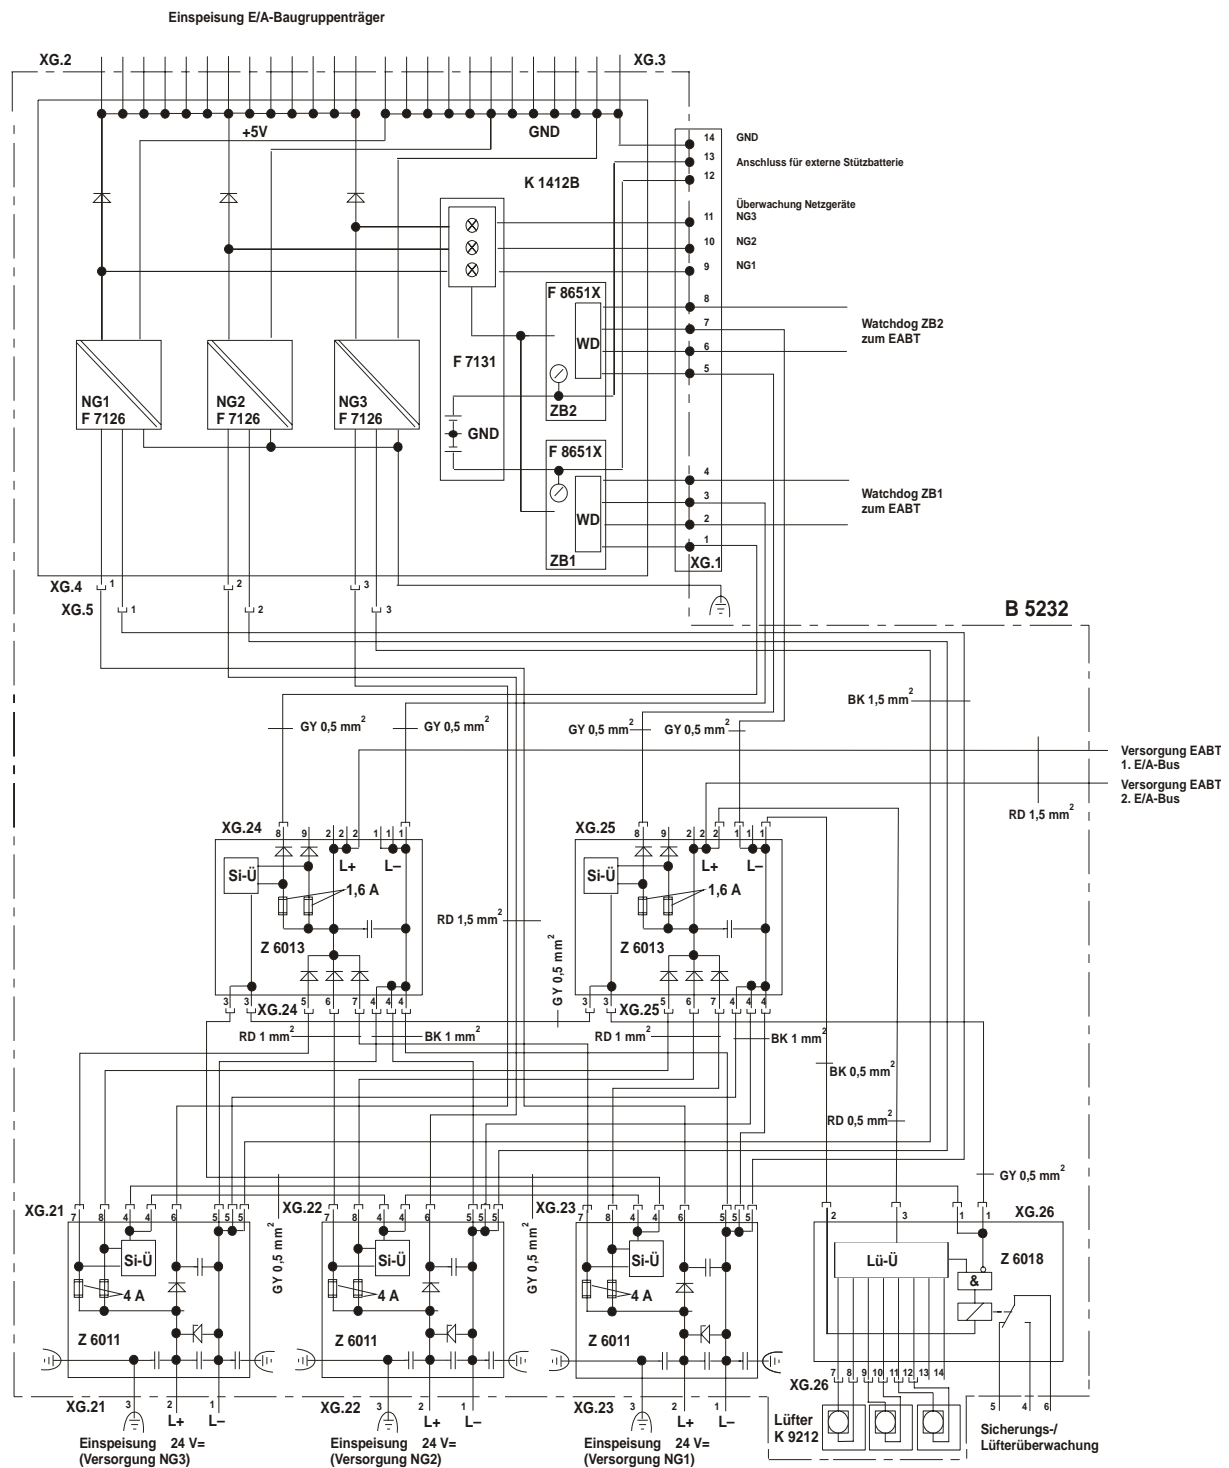 Einspeisung E/A-Baugruppenträger
XG.2
XG.3
+5V
GND
14 GND
13 Anschluss für externe Stützbatterie
12
K 1412B
Überwachung Netzgeräte
11 NG3
10 NG2
9 NG1
F 8651X
8
7
WD
6
5
Watchdog ZB2
zum EABT
F 7131
NG1
F 7126
NG2
F 7126
NG3
F 7126
ZB2
GND
F 8651X
4
3
WD
2
1
Watchdog ZB1
zum EABT
ZB1
XG.1
XG.4 1 2 3
XG.5 1 2 3
B 5232
BK 1,5 mm²
GY 0,5 mm² GY 0,5 mm² GY 0,5 mm² GY 0,5 mm²
Versorgung EABT
1. E/A-Bus
Versorgung EABT
2. E/A-Bus
RD 1,5 mm²
XG.24 8 9 2 2 2 1 1 1
XG.25 8 9 2 2 2 1 1 1
L+ L–
L+ L–
Si-Ü
1,6 A
Si-Ü
1,6 A
RD 1,5 mm²
GY 0,5 mm²
Z 6013
Z 6013
3 3 XG.24 5 6 7 4 4 4
3 3 XG.25 5 6 7 4 4 4
RD 1 mm² BK 1 mm² RD 1 mm² BK 1 mm²
BK 0,5 mm²
RD 0,5 mm²
GY 0,5 mm²
XG.21 7 8 4 4 6 5 5 5
XG.22 7 8 4 4 6 5 5 5
XG.23 7 8 4 4 6 5 5 5
2 3 1 1 XG.26
GY 0,5 mm²
GY 0,5 mm²
Si-Ü
4 A
Z 6011
Si-Ü
4 A
Z 6011
Si-Ü
4 A
Z 6011
Lü-Ü
Z 6018
&
7 8 9 10 11 12 13 14
XG.26
XG.21 3 2 1
L+ L–
XG.22 3 2 1
L+ L–
XG.23 3 2 1
L+ L–
5 4 6
Einspeisung 24 V=
(Versorgung NG3)
Einspeisung 24 V=
(Versorgung NG2)
Einspeisung 24 V=
(Versorgung NG1)
Lüfter
K 9212
Sicherungs-/
Lüfterüberwachung